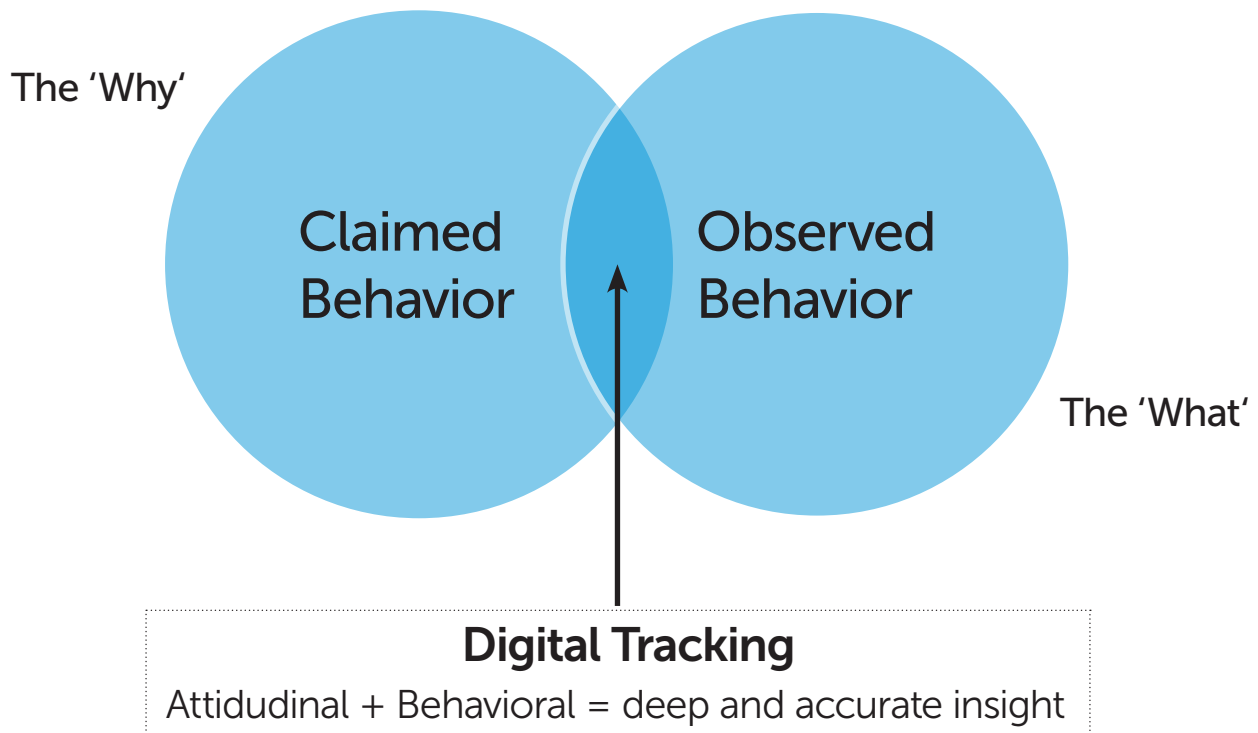 The ‘Why‘
Claimed
Behavior
Observed
Behavior
The ‘What‘
Digital Tracking
Attidudinal + Behavioral = deep and accurate insight